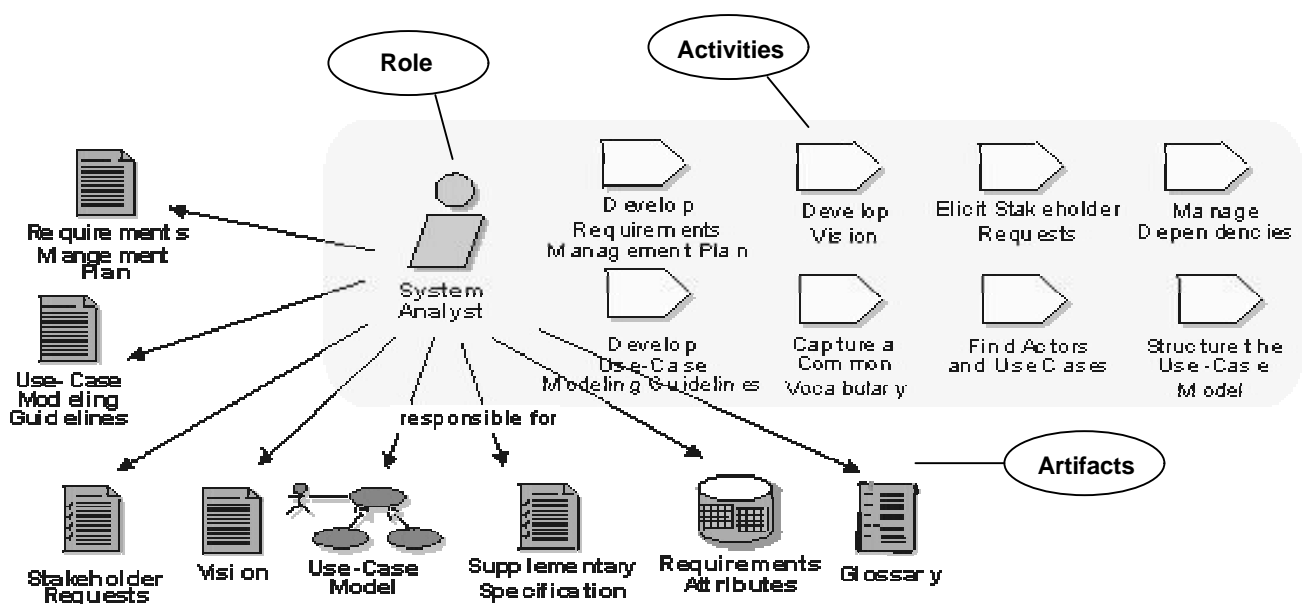 Role
Activities
Requirements
Mangement
Plan
System
Analyst
Develop
Requirements
Management Plan
Develop
Vision
Elicit Stakeholder
Requests
Manage
Dependencies
Use-Case
Modeling
Guidelines
Develop
Use-Case
Modeling Guidelines
Capture a
Common
Vocabulary
Find Actors
and Use Cases
Structure the
Use-Case
Model
responsible for
Artifacts
Stakeholder
Requests
Vision
Use-Case
Model
Supplementary
Specification
Requirements
Attributes
Glossary